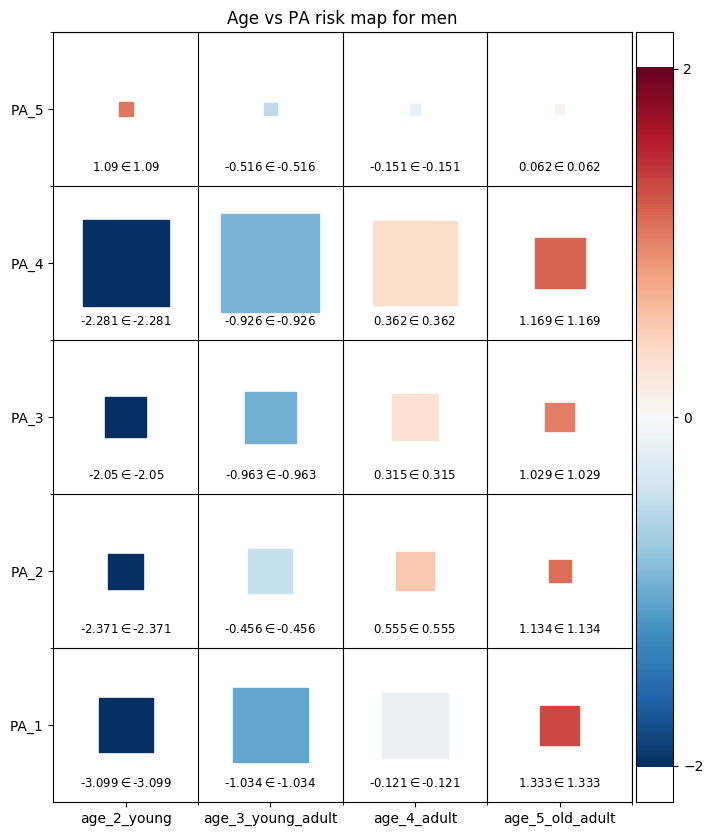 Age vs PA risk map for men
PA_5
1.09∈1.09
-0.516∈-0.516
-0.151∈-0.151
0.062∈0.062
PA_4
-2.281∈-2.281
-0.926∈-0.926
0.362∈0.362
1.169∈1.169
PA_3
-2.05∈-2.05
-0.963∈-0.963
0.315∈0.315
1.029∈1.029
PA_2
-2.371∈-2.371
-0.456∈-0.456
0.555∈0.555
1.134∈1.134
PA_1
-3.099∈-3.099
-1.034∈-1.034
-0.121∈-0.121
1.333∈1.333
age_2_young
age_3_young_adult
age_4_adult
age_5_old_adult
2
0
−2